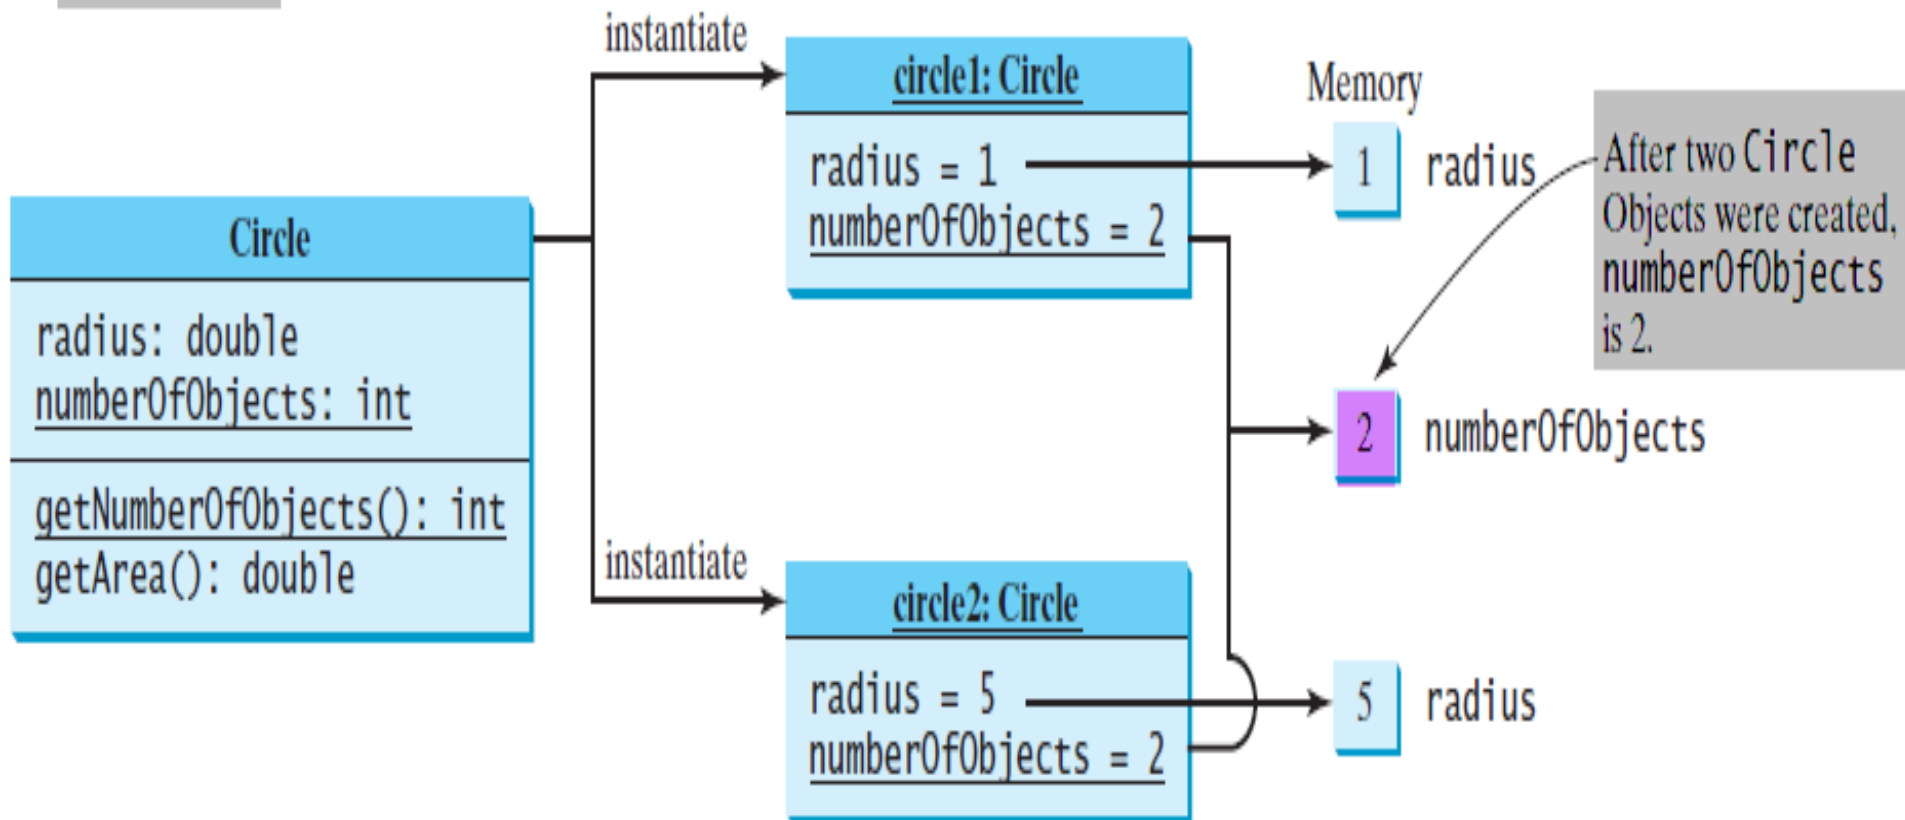 instantiate
circle1: Circle
radius = 1
numberOfObjects = 2
Memory
1 radius
After two Circle
Objects were created,
numberOfObjects
is 2.
Circle
radius: double
numberOfObjects: int
getNumberOfObjects(): int
getArea(): double
2 numberOfObjects
instantiate
circle2: Circle
radius = 5
numberOfObjects = 2
5 radius